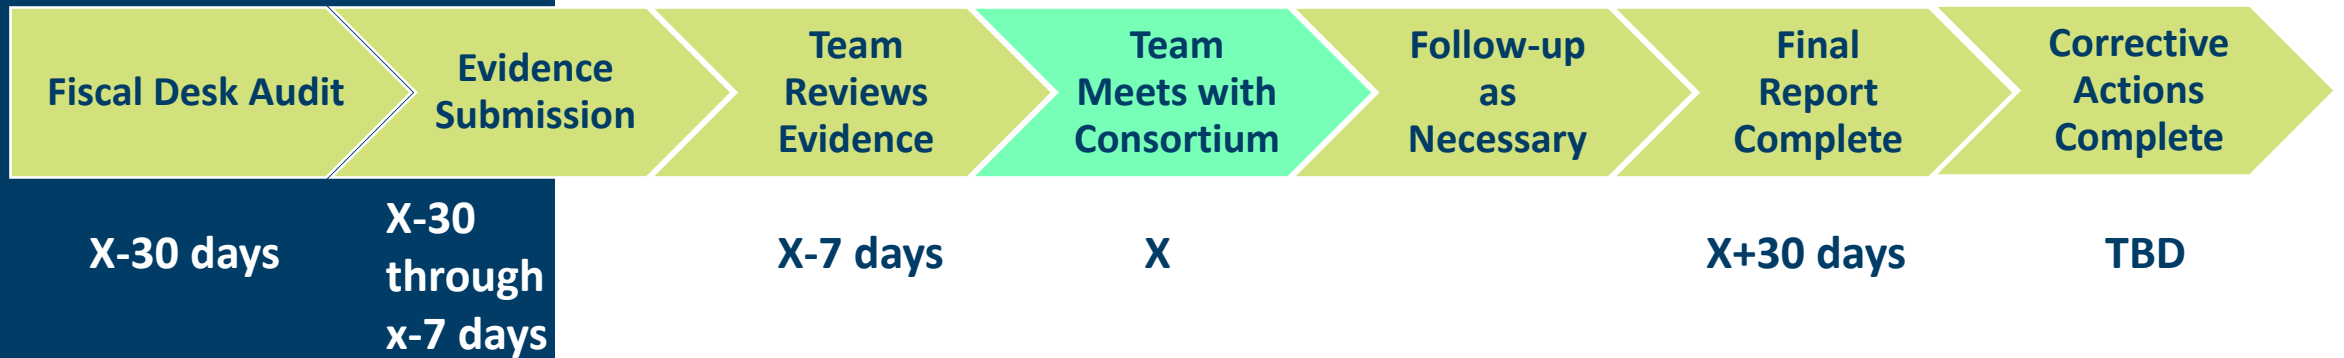 Fiscal Desk Audit
Evidence
Submission
Team
Reviews
Evidence
Team
Meets with
Consortium
Follow-up
as
Necessary
Final
Report
Complete
Corrective
Actions
Complete
X-30 days
X-30
through
x-7 days
X-7 days
X
X+30 days
TBD